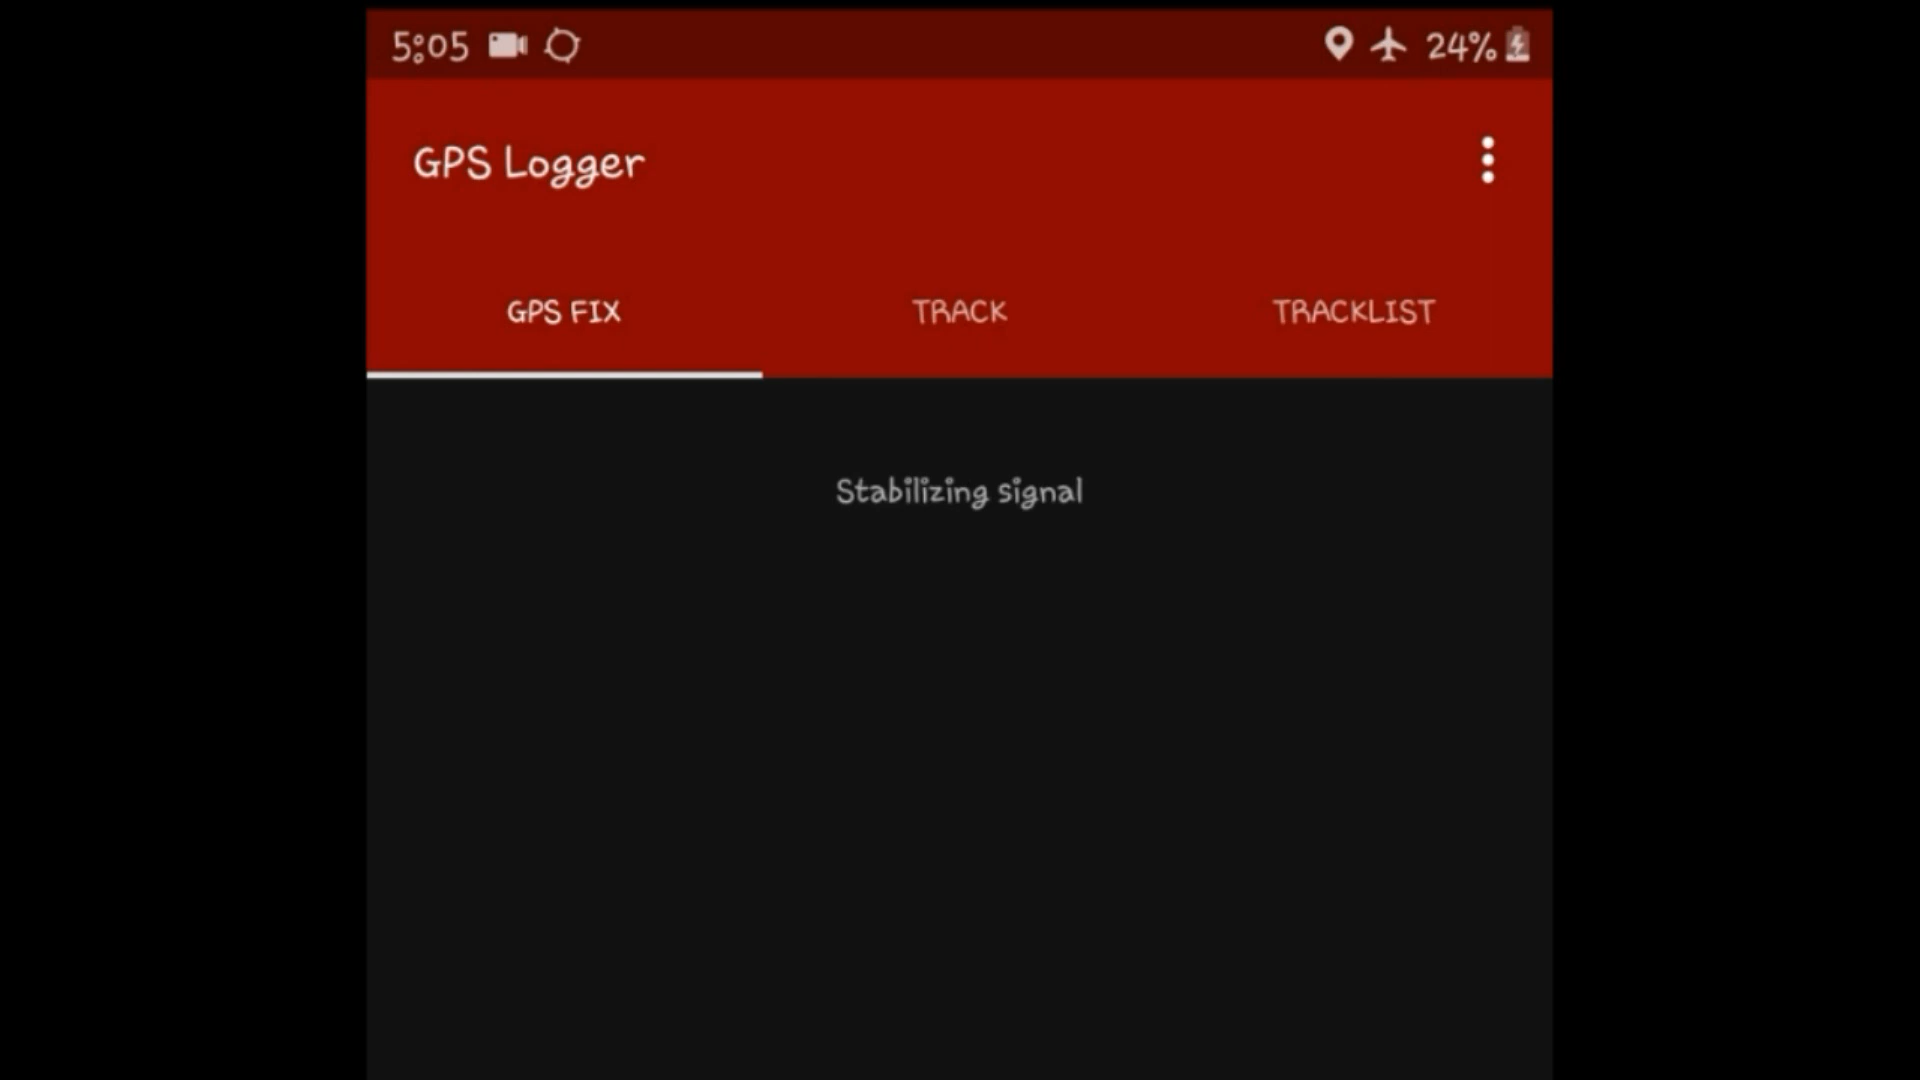 5:05 24%
GPS Logger
GPS FIX TRACK TRACKLIST
Stabilizing signal